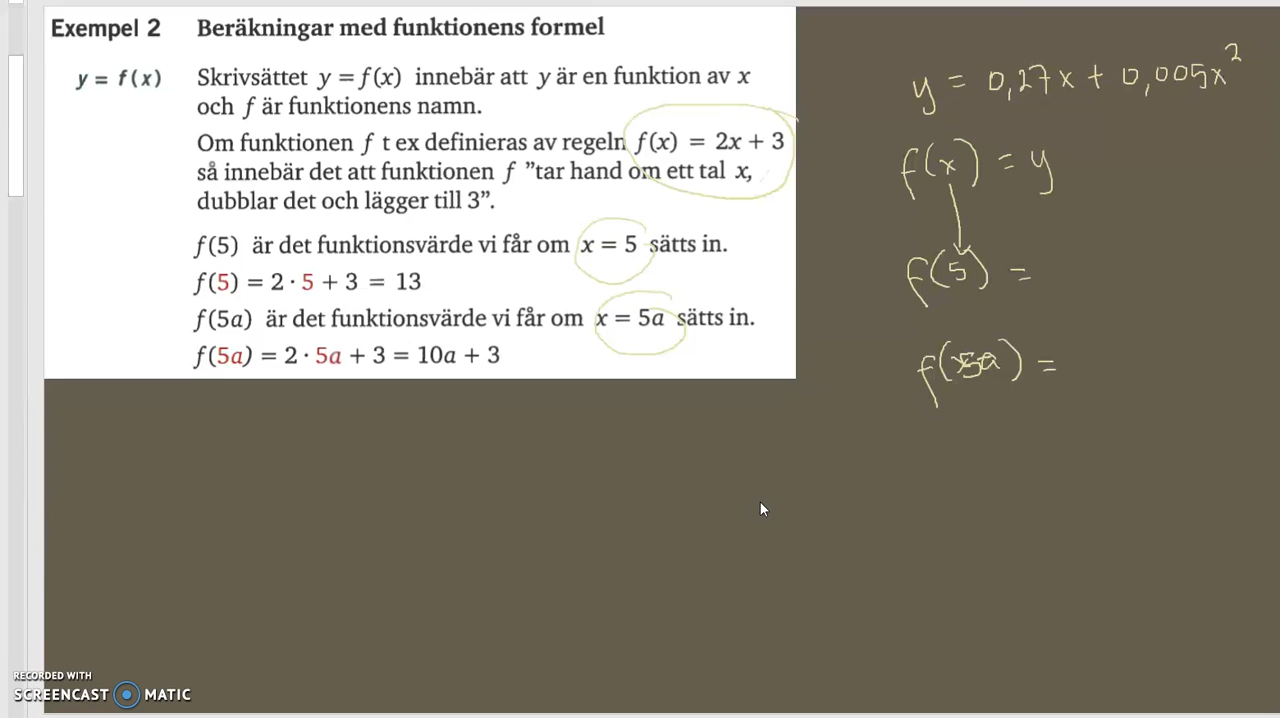 Exempel 2 Beräkningar med funktionens formel
y = f(x) Skrivsättet y = f(x) innebär att y är en funktion av x
och f är funktionens namn.
Om funktionen f t ex definieras av regeln f(x) = 2x + 3
så innebär det att funktionen f ”tar hand om ett tal x,
dubblar det och lägger till 3”.
f(5) är det funktionsvärde vi får om x = 5 sätts in.
f(5) = 2 · 5 + 3 = 13
f(5a) är det funktionsvärde vi får om x = 5a sätts in.
f(5a) = 2 · 5a + 3 = 10a + 3
y = 0,27x + 0,005x²
f(x) = y
f(5) =
f(5a) =
RECORDED WITH
SCREENCAST MATIC